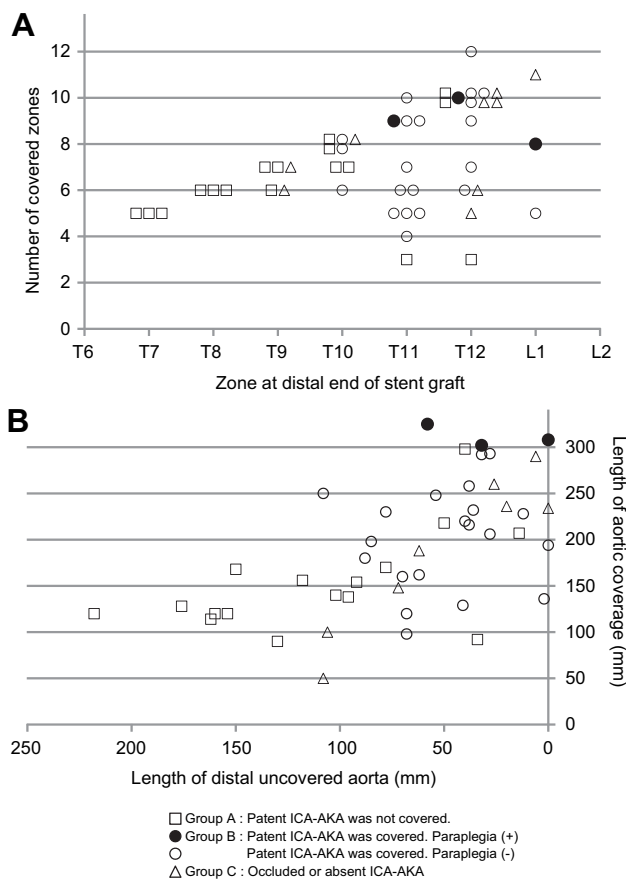 A
12
10
8
6
4
2
0
Number of covered zones
T6 T7 T8 T9 T10 T11 T12 L1 L2
Zone at distal end of stent graft
B
300
250
200
150
100
50
0
Length of aortic coverage (mm)
250 200 150 100 50 0
Length of distal uncovered aorta (mm)
Group A : Patent ICA-AKA was not covered.
Group B : Patent ICA-AKA was covered. Paraplegia (+)
Patent ICA-AKA was covered. Paraplegia (-)
Group C : Occluded or absent ICA-AKA